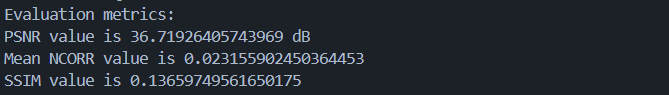 Evaluation metrics:
PSNR value is 36.71926405743969 dB
Mean NCORR value is 0.023155902450364453
SSIM value is 0.13659749561650175